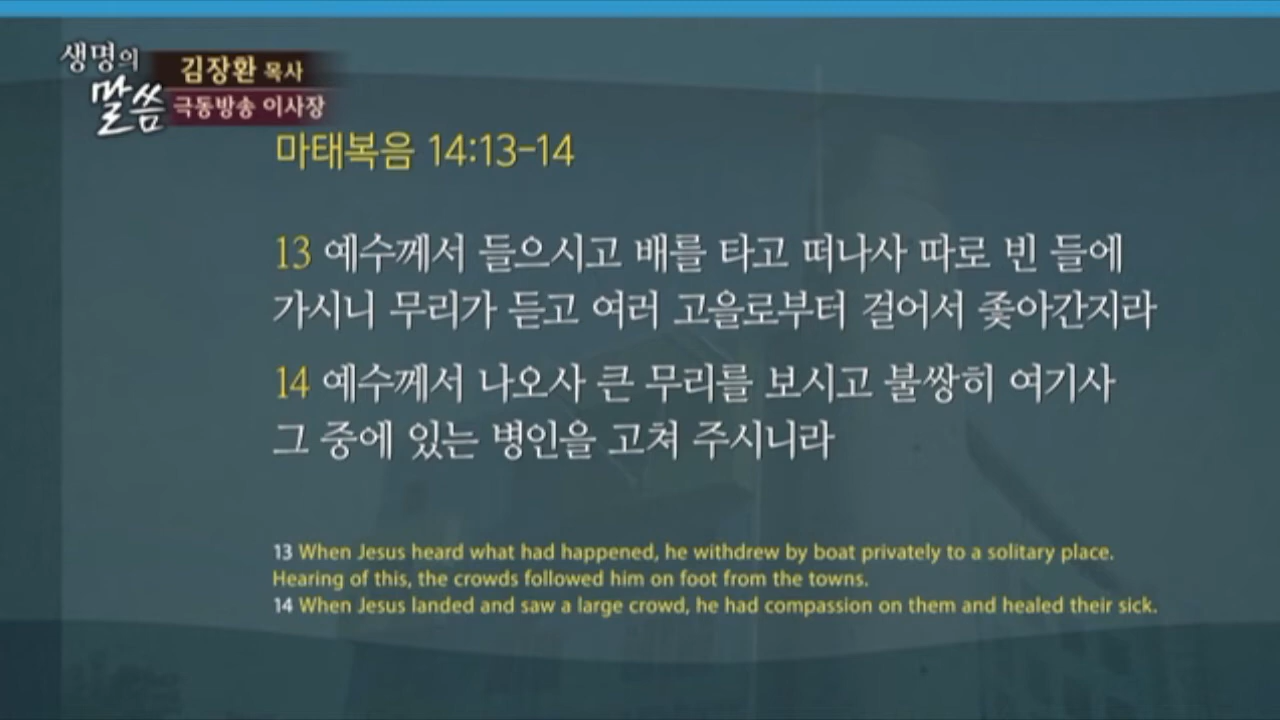 생명의
말씀
김장환 목사
극동방송 이사장
마태복음 14:13-14
13 예수께서 들으시고 배를 타고 떠나사 따로 빈 들에
가시니 무리가 듣고 여러 고을로부터 걸어서 좇아간지라
14 예수께서 나오사 큰 무리를 보시고 불쌍히 여기사
그 중에 있는 병인을 고쳐 주시니라
13 When Jesus heard what had happened, he withdrew by boat privately to a solitary place.
Hearing of this, the crowds followed him on foot from the towns.
14 When Jesus landed and saw a large crowd, he had compassion on them and healed their sick.